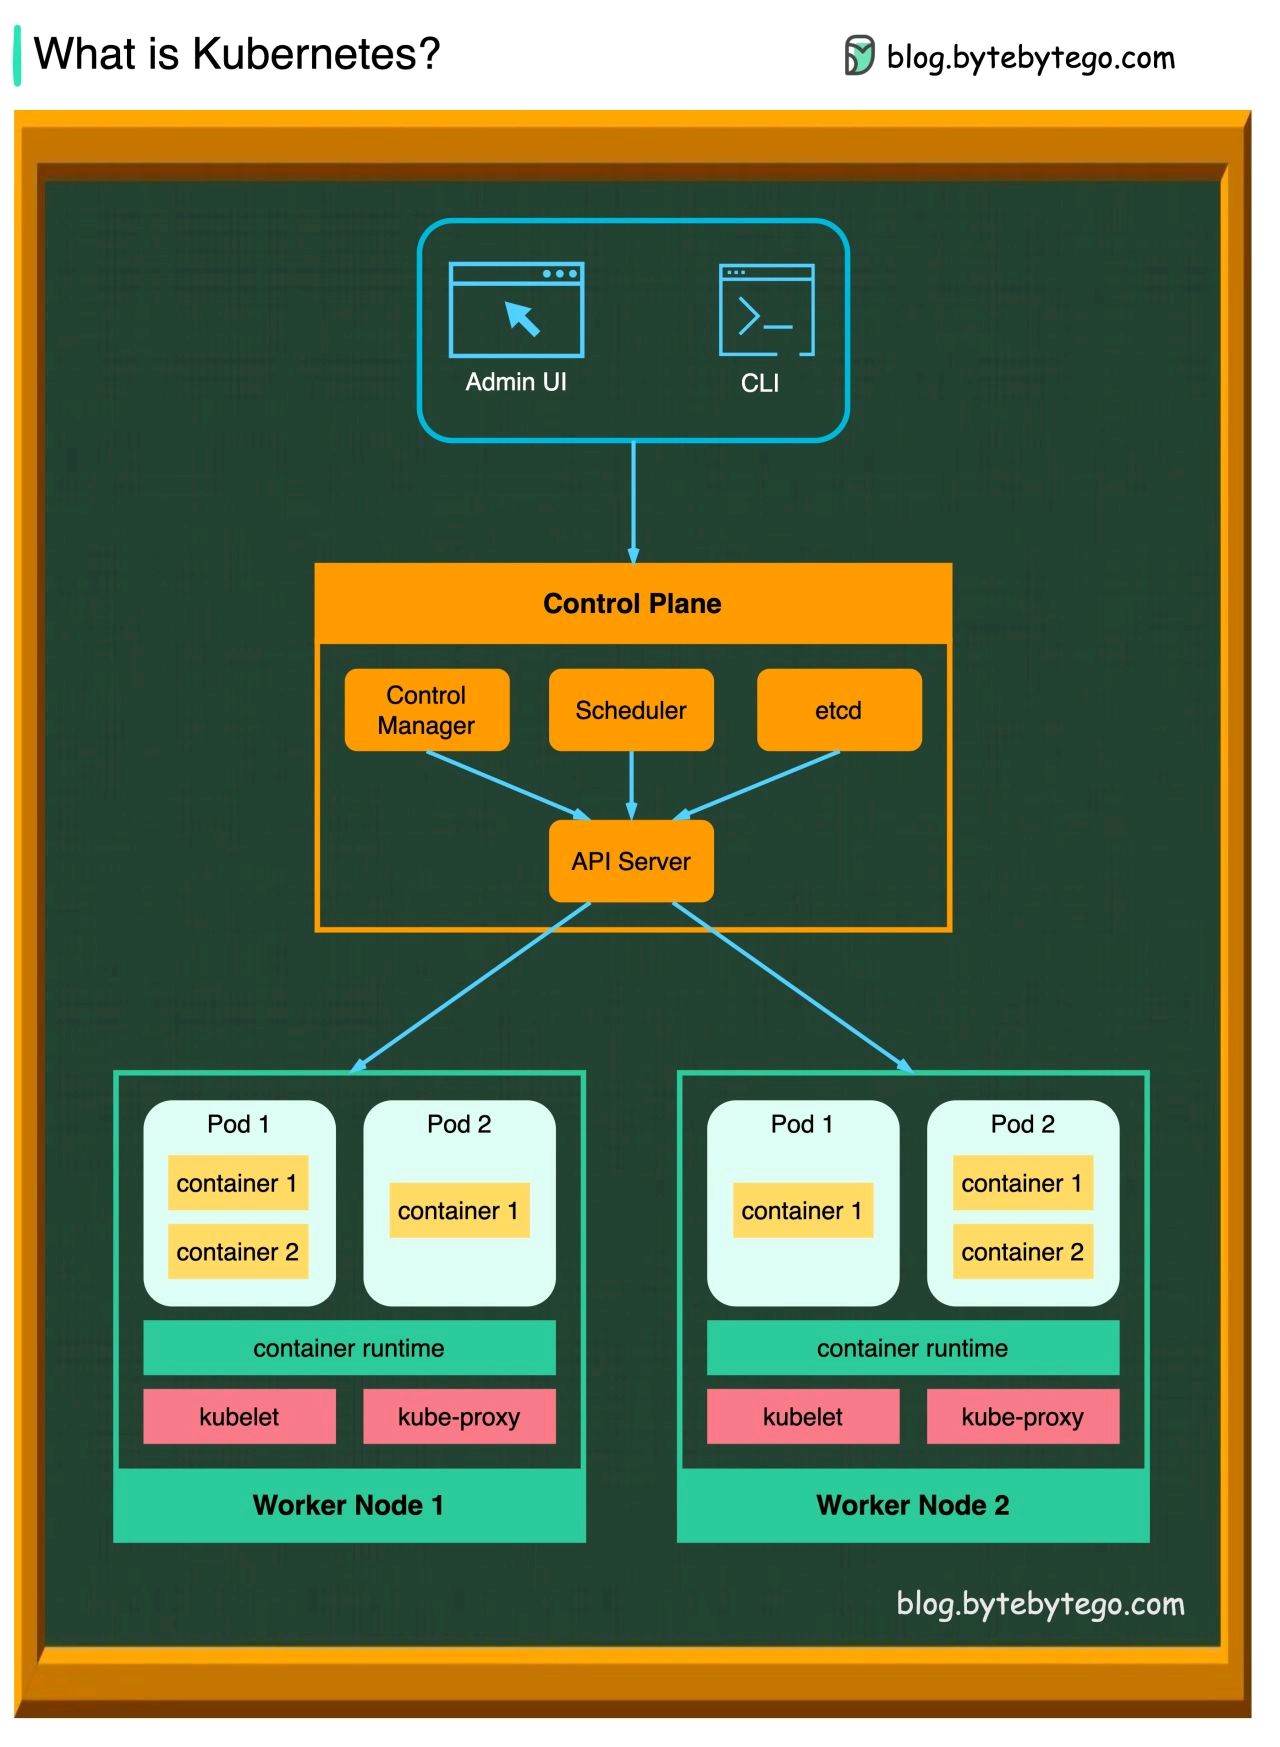 What is Kubernetes?
blog.bytebytego.com
Admin UI
CLI
Control Plane
Control
Manager
Scheduler
etcd
API Server
Pod 1
container 1
container 2
Pod 2
container 1
container runtime
kubelet
kube-proxy
Worker Node 1
Pod 1
container 1
Pod 2
container 1
container 2
container runtime
kubelet
kube-proxy
Worker Node 2
blog.bytebytego.com